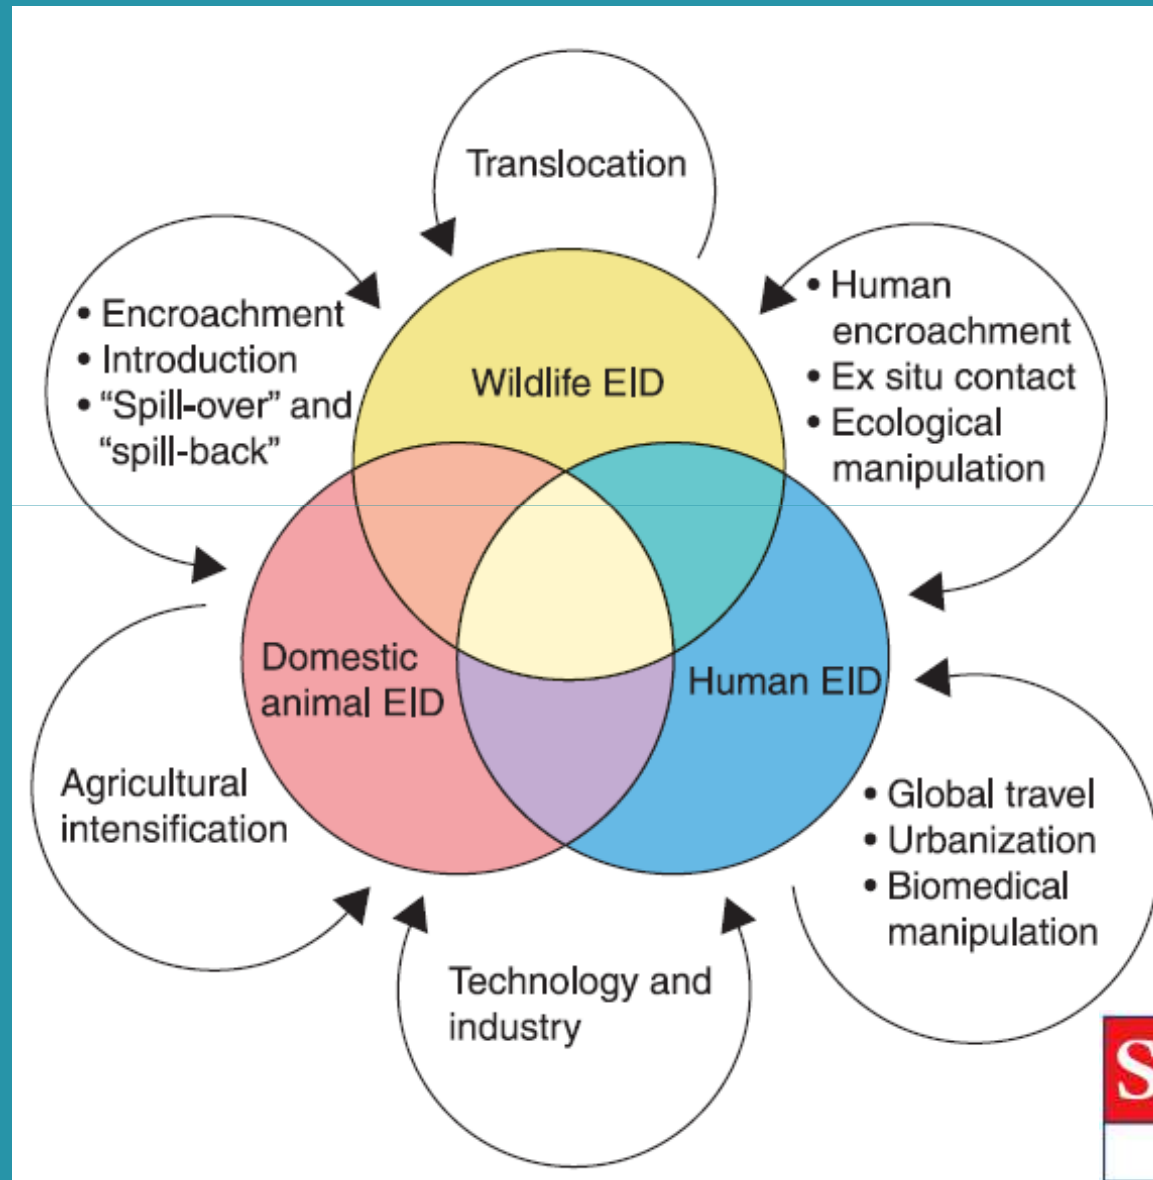 Translocation
• Encroachment
• Introduction
• “Spill-over” and
“spill-back”
• Human
encroachment
• Ex situ contact
• Ecological
manipulation
Wildlife EID
Domestic
animal EID
Human EID
Agricultural
intensification
• Global travel
• Urbanization
• Biomedical
manipulation
Technology and
industry
S